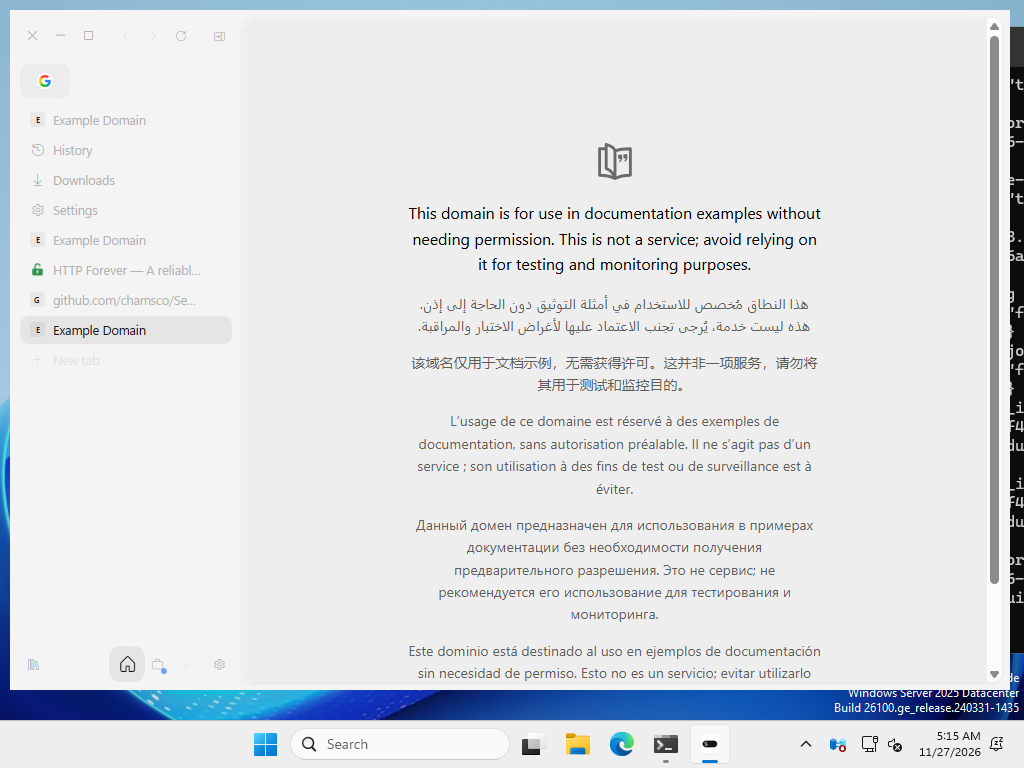 E Example Domain
History
Downloads
Settings
E Example Domain
HTTP Forever — A reliabl...
G github.com/chamsco/Se...
E Example Domain
New tab
This domain is for use in documentation examples without
needing permission. This is not a service; avoid relying on
it for testing and monitoring purposes.
هذا النطاق مُخصص للاستخدام في أمثلة التوثيق دون الحاجة إلى إذن.
هذه ليست خدمة، يُرجى تجنب الاعتماد عليها لأغراض الاختبار والمراقبة.
该域名仅用于文档示例，无需获得许可。这并非一项服务，请勿将
其用于测试和监控目的。
L’usage de ce domaine est réservé à des exemples de
documentation, sans autorisation préalable. Il ne s’agit pas d’un
service ; son utilisation à des fins de test ou de surveillance est à
éviter.
Данный домен предназначен для использования в примерах
документации без необходимости получения
предварительного разрешения. Это не сервис; не
рекомендуется его использование для тестирования и
мониторинга.
Este dominio está destinado al uso en ejemplos de documentación
sin necesidad de permiso. Esto no es un servicio; evitar utilizarlo
Windows Server 2025 Datacenter
Build 26100.ge_release.240331-1435
Search
5:15 AM
11/27/2026